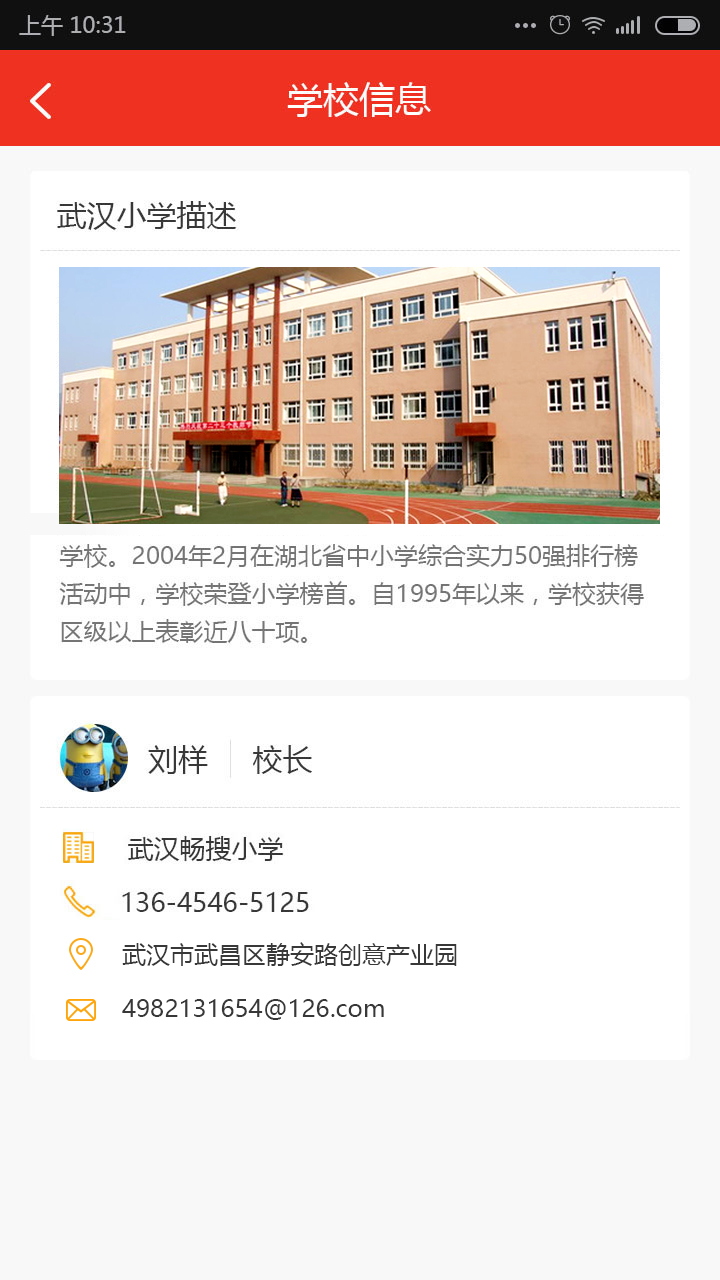 上午 10:31
学校信息
武汉小学描述
学校。2004年2月在湖北省中小学综合实力50强排行榜
活动中，学校荣登小学榜首。自1995年以来，学校获得
区级以上表彰近八十项。
刘样 校长
武汉畅搜小学
136-4546-5125
武汉市武昌区静安路创意产业园
4982131654@126.com